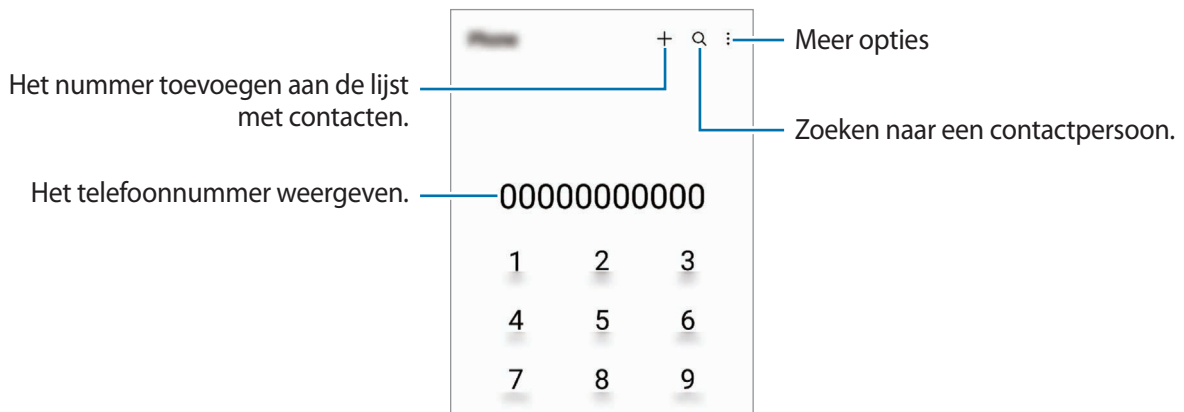 Meer opties
Het nummer toevoegen aan de lijst
met contacten.
Zoeken naar een contactpersoon.
Het telefoonnummer weergeven.
00000000000
1 2 3
4 5 6
7 8 9